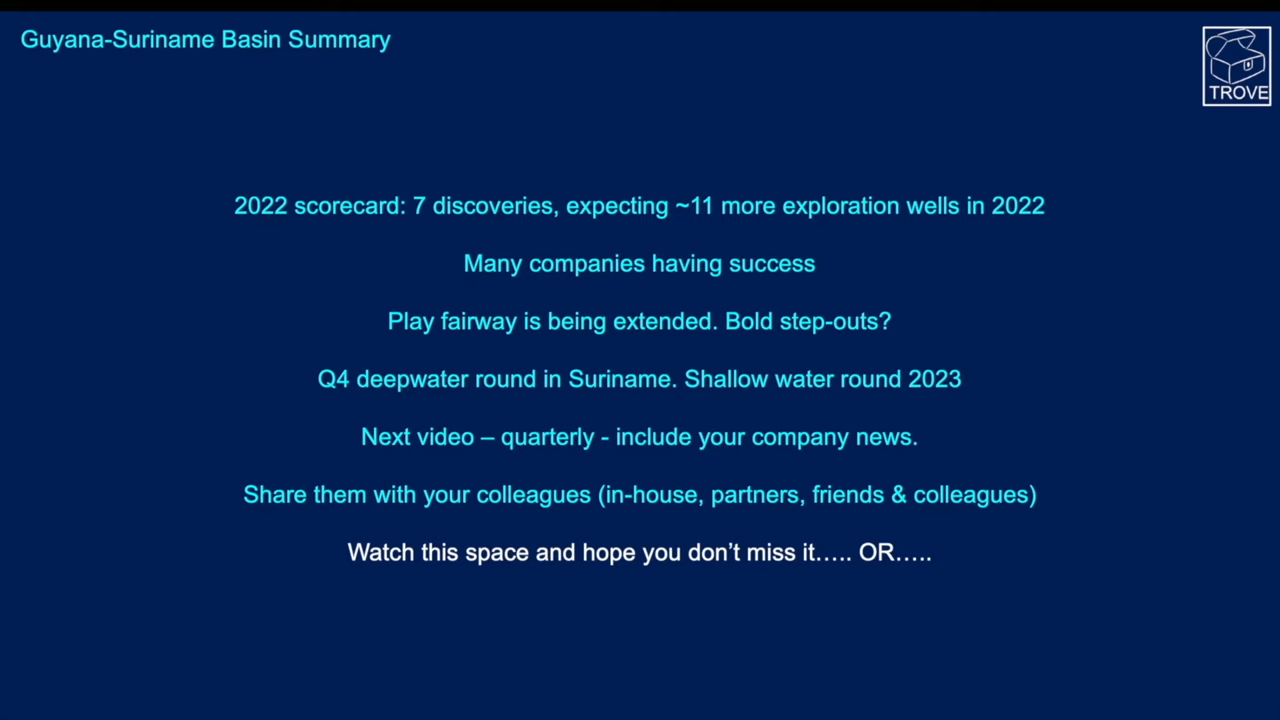 Guyana-Suriname Basin Summary
TROVE
2022 scorecard: 7 discoveries, expecting ~11 more exploration wells in 2022
Many companies having success
Play fairway is being extended. Bold step-outs?
Q4 deepwater round in Suriname. Shallow water round 2023
Next video – quarterly - include your company news.
Share them with your colleagues (in-house, partners, friends & colleagues)
Watch this space and hope you don’t miss it….. OR…..